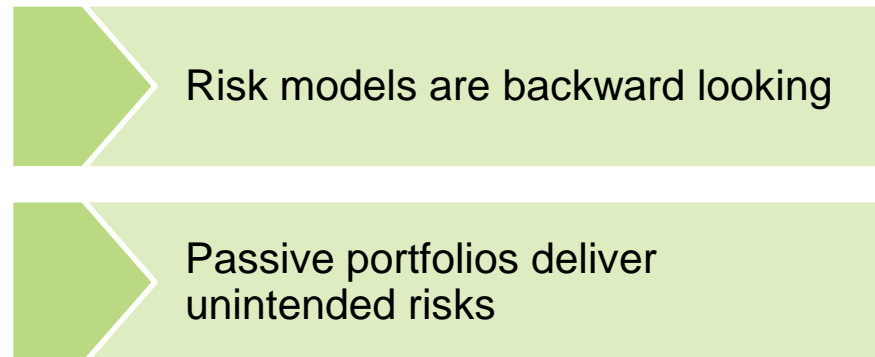 Risk models are backward looking
Passive portfolios deliver
unintended risks